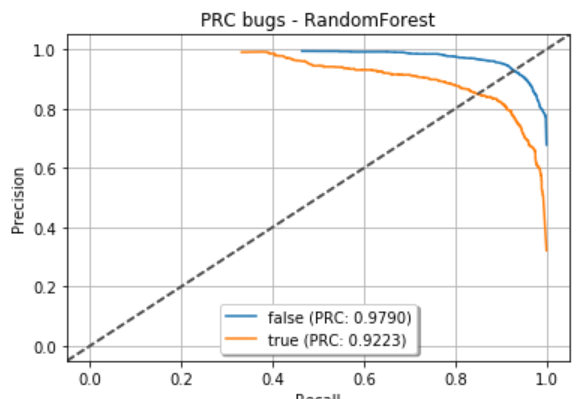 PRC bugs - RandomForest
1.0
0.8
0.6
0.4
0.2
0.0
Precision
false (PRC: 0.9790)
true (PRC: 0.9223)
0.0 0.2 0.4 0.6 0.8 1.0
Recall